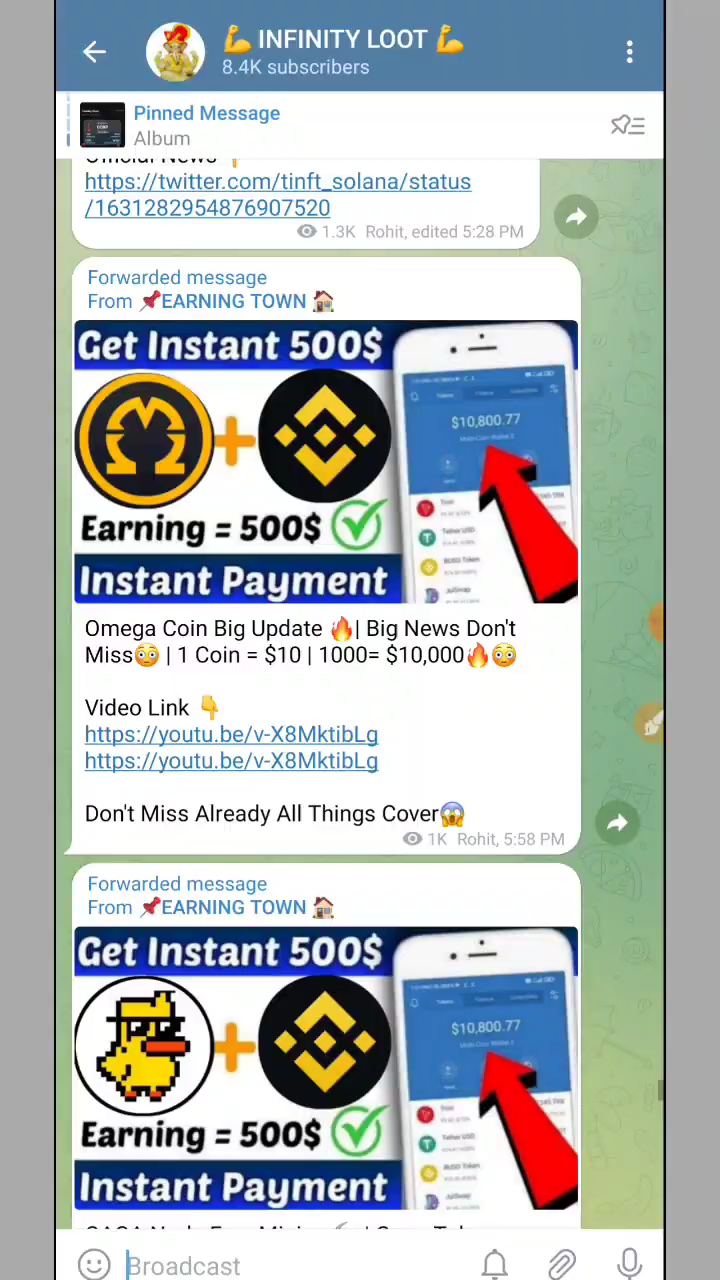 💪 INFINITY LOOT 💪
8.4K subscribers
Pinned Message
Album
Official News 👇
https://twitter.com/tinft_solana/status
/1631282954876907520
1.3K Rohit, edited 5:28 PM
Forwarded message
From 📌EARNING TOWN 🏠
Get Instant 500$
$10,800.77
Earning = 500$
Instant Payment
Omega Coin Big Update 🔥| Big News Don't
Miss😳 | 1 Coin = $10 | 1000= $10,000🔥😳
Video Link 👇
https://youtu.be/v-X8MktibLg
https://youtu.be/v-X8MktibLg
Don't Miss Already All Things Cover😱
1K Rohit, 5:58 PM
Forwarded message
From 📌EARNING TOWN 🏠
Get Instant 500$
$10,800.77
Earning = 500$
Instant Payment
Broadcast